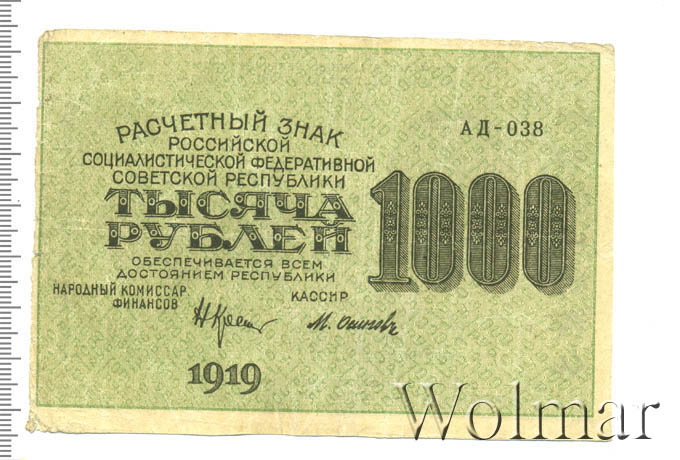 РАСЧЕТНЫЙ ЗНАК
РОССИЙСКОЙ
СОЦИАЛИСТИЧЕСКОЙ ФЕДЕРАТИВНОЙ
СОВЕТСКОЙ РЕСПУБЛИКИ
ТЫСЯЧА
РУБЛЕЙ
ОБЕСПЕЧИВАЕТСЯ ВСЕМ
ДОСТОЯНИЕМ РЕСПУБЛИКИ
НАРОДНЫЙ КОМИССАР
ФИНАНСОВ
КАССИР
1919
АД-038
1000
Wolmar